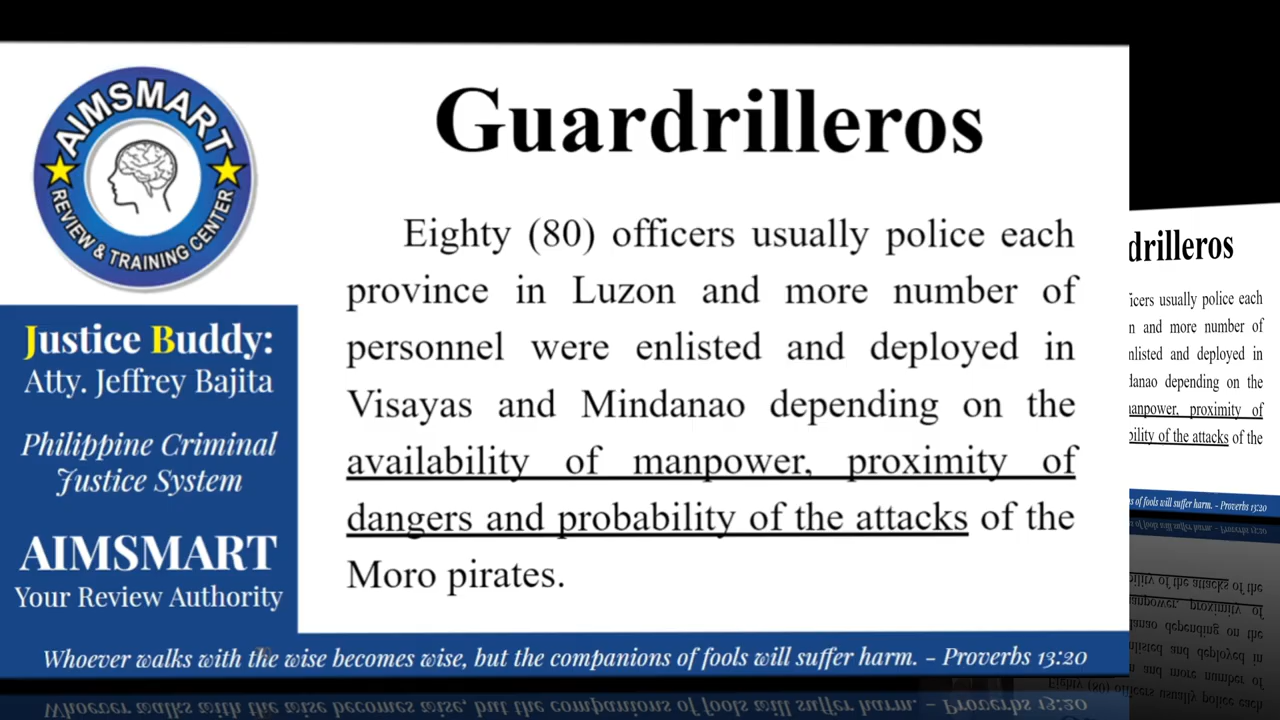 AIMSMART
REVIEW & TRAINING CENTER
Justice Buddy:
Atty. Jeffrey Bajita
Philippine Criminal
Justice System
AIMSMART
Your Review Authority
Guardrilleros
Eighty (80) officers usually police each
province in Luzon and more number of
personnel were enlisted and deployed in
Visayas and Mindanao depending on the
availability of manpower, proximity of
dangers and probability of the attacks of the
Moro pirates.
Whoever walks with the wise becomes wise, but the companions of fools will suffer harm. – Proverbs 13:20
drilleros
icers usually police each
n and more number of
nlisted and deployed in
danao depending on the
anpower, proximity of
bility of the attacks of the
s of fools will suffer harm. – Proverbs 13:20